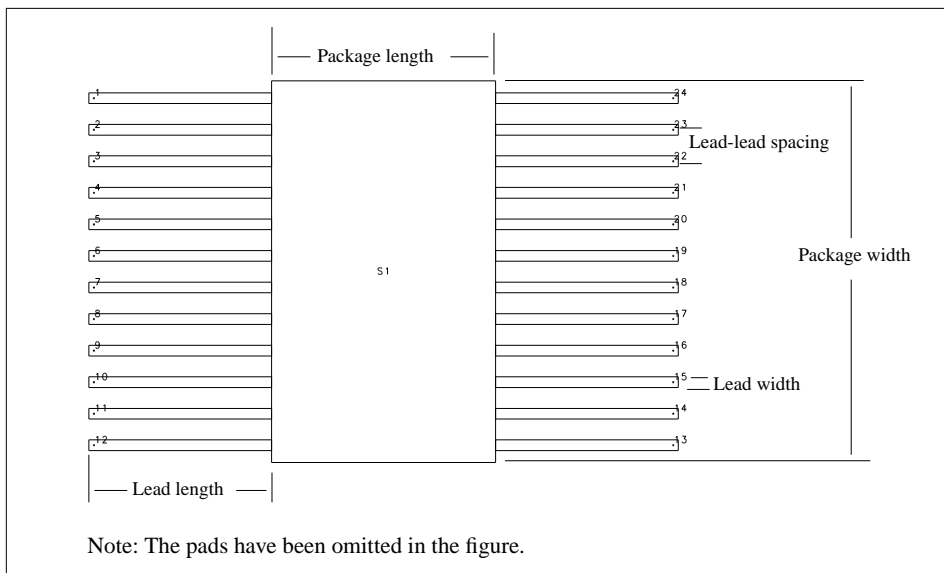 Package length
1 24
2 23
Lead-lead spacing
3 22
4 21
5 20
6 19
Package width
S1
7 18
8 17
9 16
10 15
Lead width
11 14
12 13
Lead length
Note: The pads have been omitted in the figure.